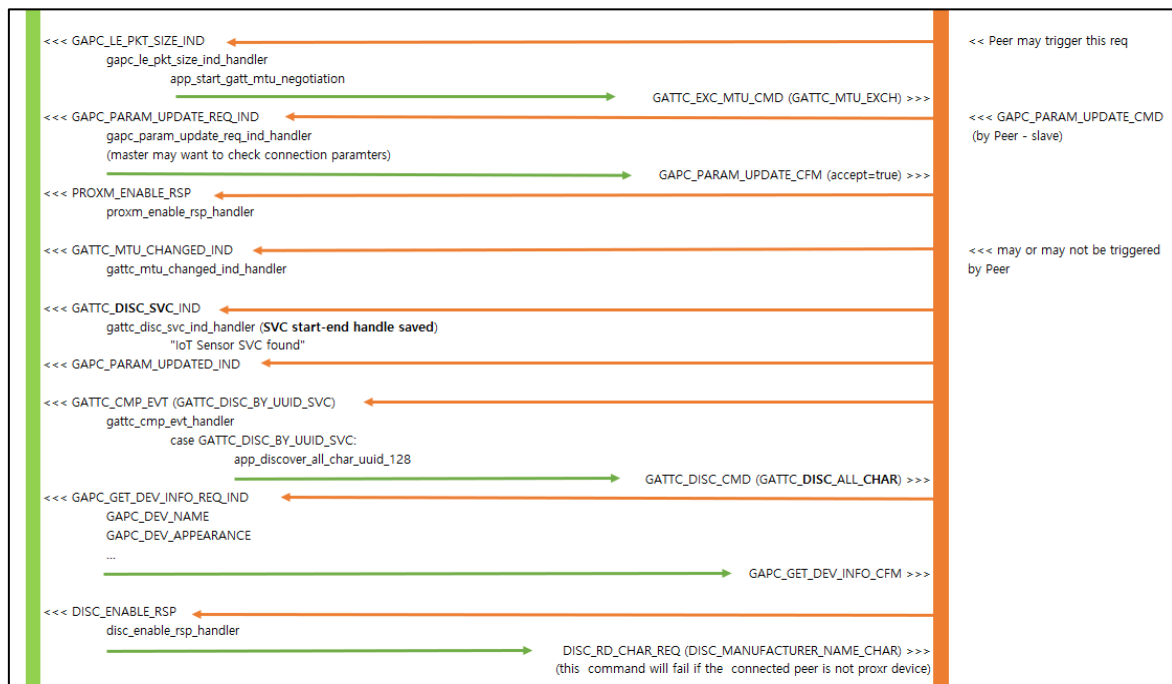 <<< GAPC_LE_PKT_SIZE_IND
<< Peer may trigger this req
gapc_le_pkt_size_ind_handler
app_start_gatt_mtu_negotiation
GATTC_EXC_MTU_CMD (GATTC_MTU_EXCH) >>>
<<< GAPC_PARAM_UPDATE_REQ_IND
<<< GAPC_PARAM_UPDATE_CMD
gapc_param_update_req_ind_handler
(by Peer - slave)
(master may want to check connection paramters)
GAPC_PARAM_UPDATE_CFM (accept=true) >>>
<<< PROXM_ENABLE_RSP
proxm_enable_rsp_handler
<<< GATTC_MTU_CHANGED_IND
<<< may or may not be triggered
gattc_mtu_changed_ind_handler
by Peer
<<< GATTC_DISC_SVC_IND
gattc_disc_svc_ind_handler (SVC start-end handle saved)
"IoT Sensor SVC found"
<<< GAPC_PARAM_UPDATED_IND
<<< GATTC_CMP_EVT (GATTC_DISC_BY_UUID_SVC)
gattc_cmp_evt_handler
case GATTC_DISC_BY_UUID_SVC:
app_discover_all_char_uuid_128
GATTC_DISC_CMD (GATTC_DISC_ALL_CHAR) >>>
<<< GAPC_GET_DEV_INFO_REQ_IND
GAPC_DEV_NAME
GAPC_DEV_APPEARANCE
...
GAPC_GET_DEV_INFO_CFM >>>
<<< DISC_ENABLE_RSP
disc_enable_rsp_handler
DISC_RD_CHAR_REQ (DISC_MANUFACTURER_NAME_CHAR) >>>
(this command will fail if the connected peer is not proxr device)